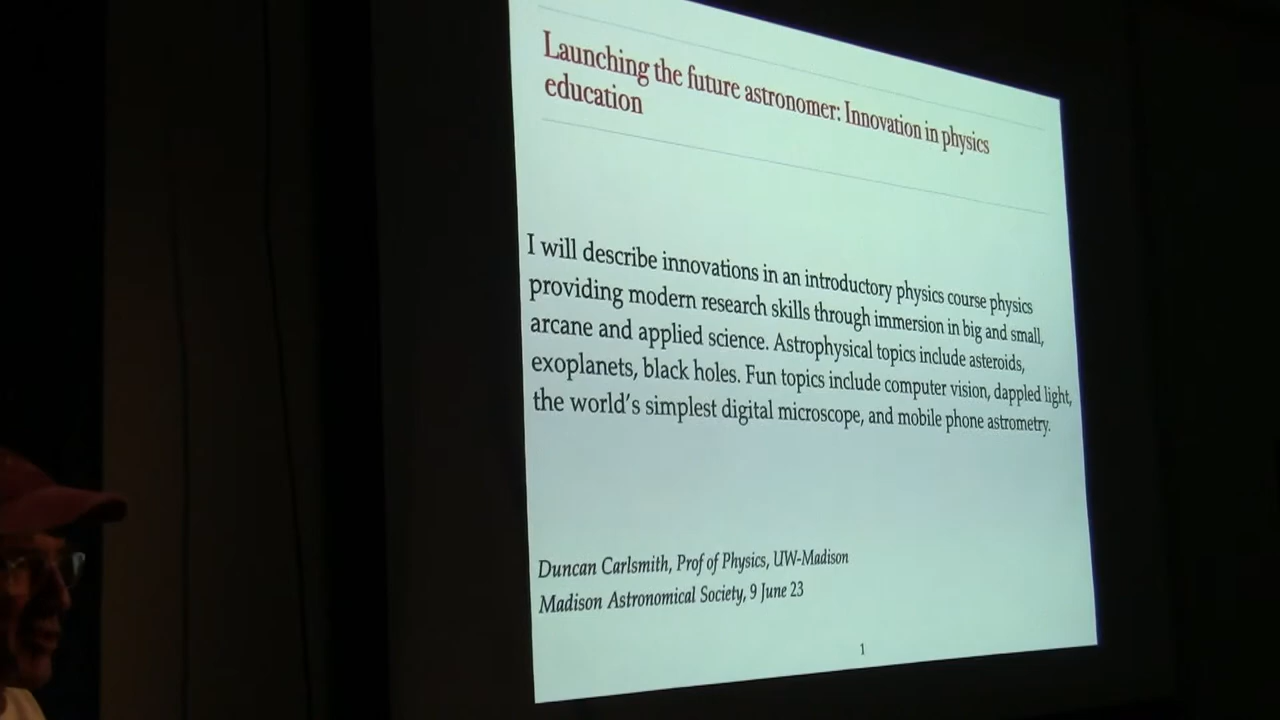 Launching the future astronomer: Innovation in physics
education
I will describe innovations in an introductory physics course physics
providing modern research skills through immersion in big and small,
arcane and applied science. Astrophysical topics include asteroids,
exoplanets, black holes. Fun topics include computer vision, dappled light,
the world's simplest digital microscope, and mobile phone astrometry.
Duncan Carlsmith, Prof of Physics, UW-Madison
Madison Astronomical Society, 9 June 23
1